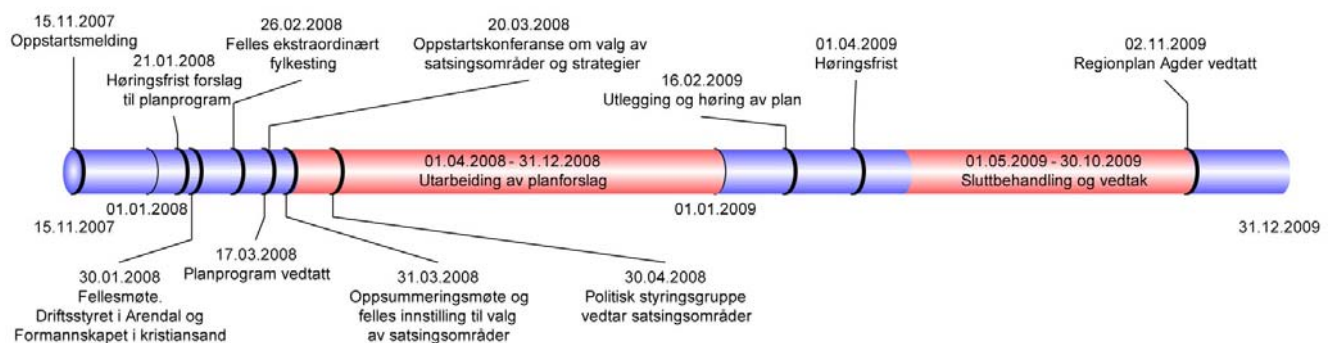 15.11.2007
Oppstartsmelding
21.01.2008
Høringsfrist forslag
til planprogram
26.02.2008
Felles ekstraordinært
fylkesting
20.03.2008
Oppstartskonferanse om valg av
satsingsområder og strategier
16.02.2009
Utlegging og høring av plan
01.04.2009
Høringsfrist
02.11.2009
Regionplan Agder vedtatt
01.04.2008 - 31.12.2008
Utarbeiding av planforslag
01.05.2009 - 30.10.2009
Sluttbehandling og vedtak
15.11.2007
01.01.2008
01.01.2009
31.12.2009
30.01.2008
Fellesmøte.
Driftsstyret i Arendal og
Formannskapet i kristiansand
17.03.2008
Planprogram vedtatt
31.03.2008
Oppsummeringsmøte og
felles innstilling til valg
av satsingsområder
30.04.2008
Politisk styringsgruppe
vedtar satsingsområder